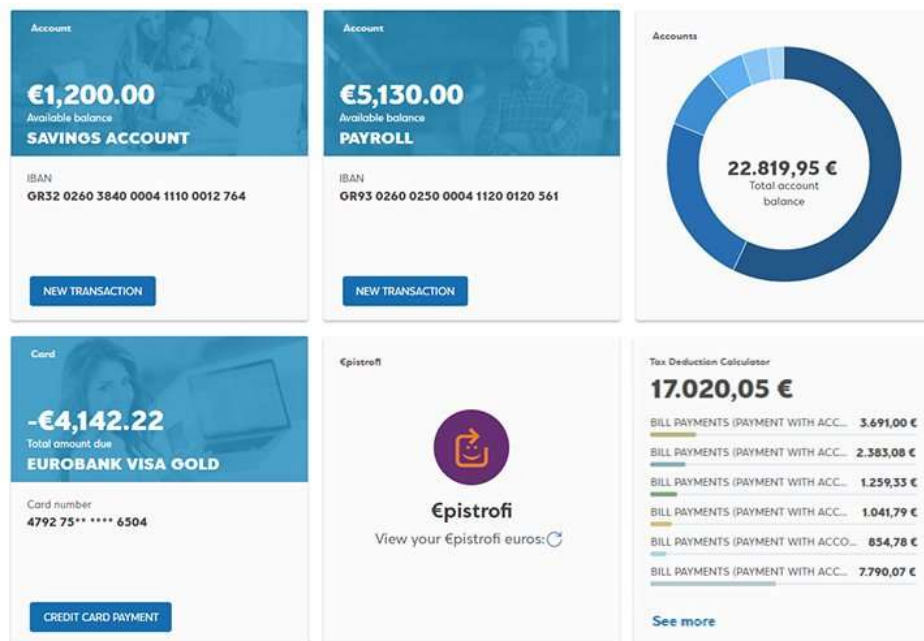 Account
€1,200.00
Available balance
SAVINGS ACCOUNT
IBAN
GR32 0260 3840 0004 1110 0012 764
NEW TRANSACTION
Account
€5,130.00
Available balance
PAYROLL
IBAN
GR93 0260 0250 0004 1120 0120 561
NEW TRANSACTION
Accounts
22.819,95 €
Total account
balance
Card
-€4,142.22
Total amount due
EUROBANK VISA GOLD
Card number
4792 75** **** 6504
CREDIT CARD PAYMENT
€pistrofi
€pistrofi
View your €pistrofi euros:
Tax Deduction Calculator
17.020,05 €
BILL PAYMENTS (PAYMENT WITH ACC... 3.691,00 €
BILL PAYMENTS (PAYMENT WITH ACC... 2.383,08 €
BILL PAYMENTS (PAYMENT WITH ACC... 1.259,33 €
BILL PAYMENTS (PAYMENT WITH ACC... 1.041,79 €
BILL PAYMENTS (PAYMENT WITH ACCO... 854,78 €
BILL PAYMENTS (PAYMENT WITH ACC... 7.790,07 €
See more